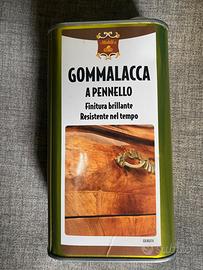 GOMMALACCA
A PENNELLO
Finitura brillante
Resistente nel tempo